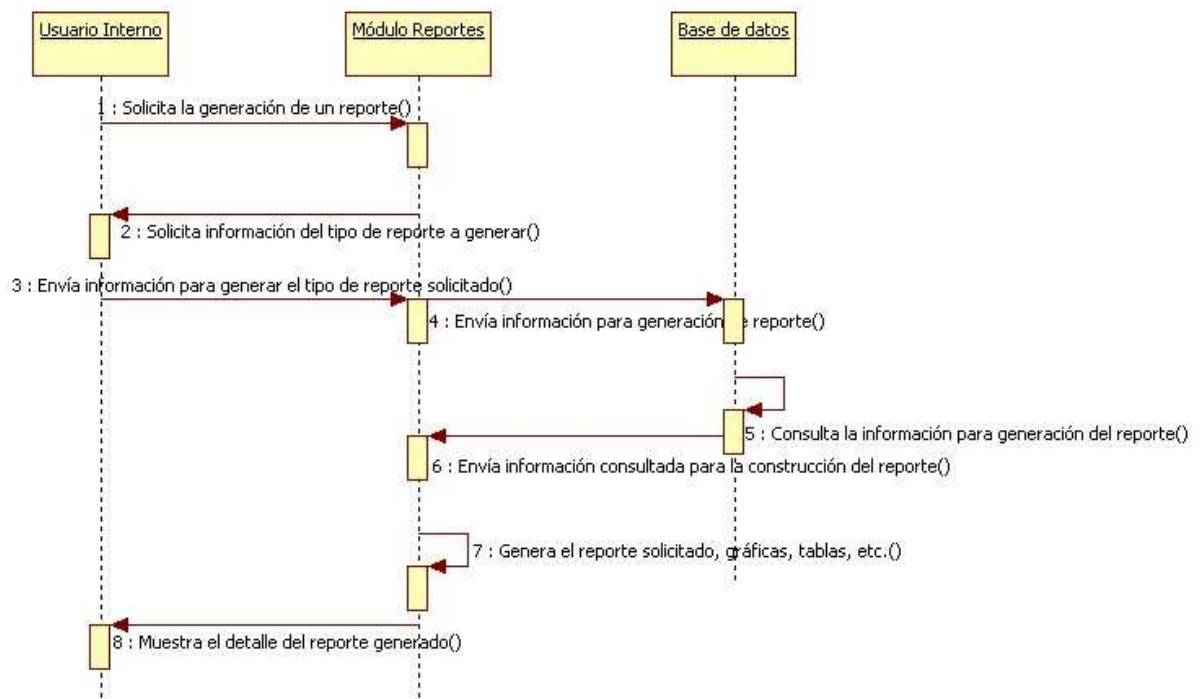 Usuario Interno
Módulo Reportes
Base de datos
1 : Solicita la generación de un reporte()
2 : Solicita información del tipo de reporte a generar()
3 : Envía información para generar el tipo de reporte solicitado()
4 : Envía información para generación de reporte()
5 : Consulta la información para generación del reporte()
6 : Envía información consultada para la construcción del reporte()
7 : Genera el reporte solicitado, gráficas, tablas, etc.()
8 : Muestra el detalle del reporte generado()